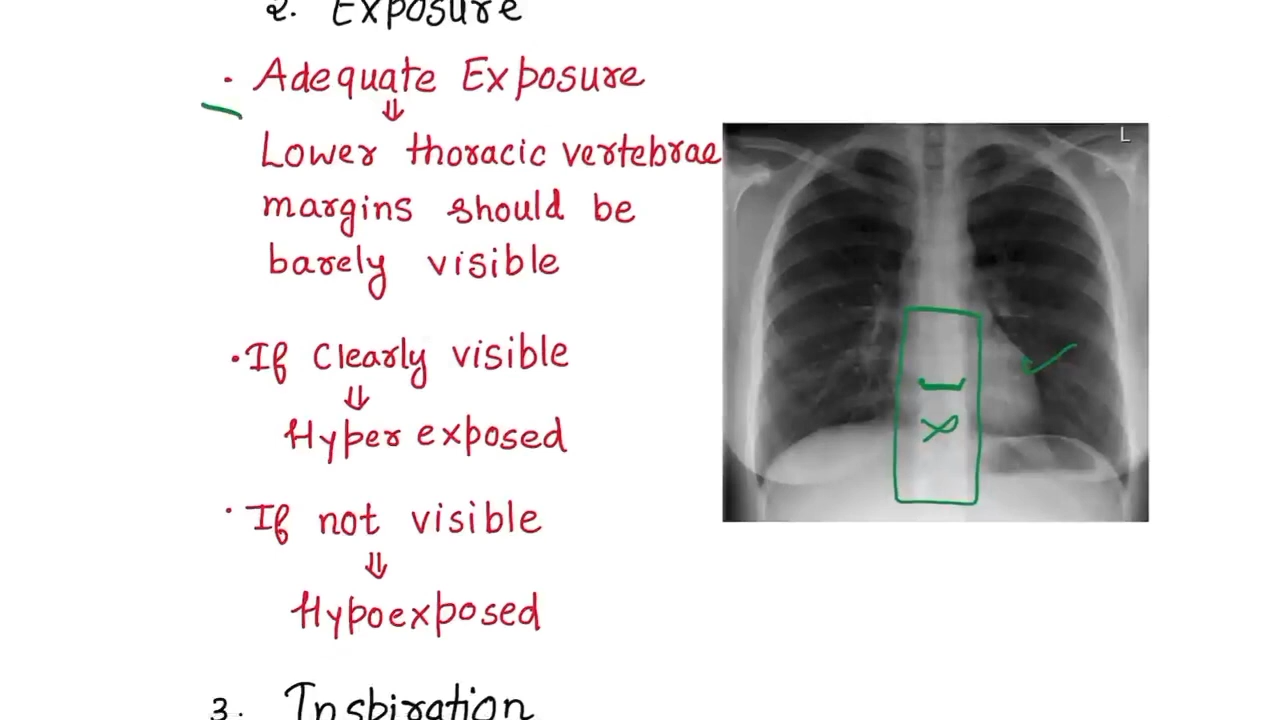 2. Exposure
· Adequate Exposure
⇓
Lower thoracic vertebrae
margins should be
barely visible
· If Clearly visible
⇓
Hyper exposed
· If not visible
⇓
Hypoexposed
3. Inspiration
L